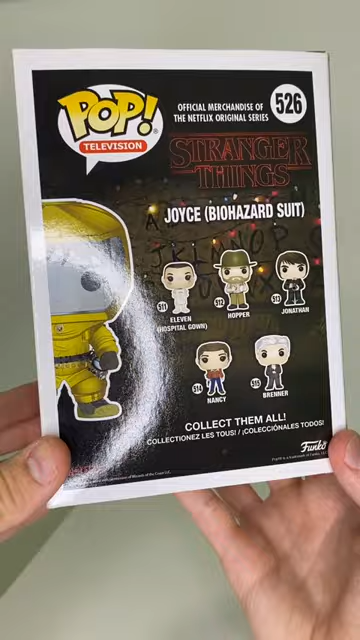 POP!
TELEVISION
OFFICIAL MERCHANDISE OF
THE NETFLIX ORIGINAL SERIES
526
STRANGER
THINGS
JOYCE (BIOHAZARD SUIT)
511
ELEVEN
(HOSPITAL GOWN)
512
HOPPER
513
JONATHAN
514
NANCY
515
BRENNER
COLLECT THEM ALL!
COLLECTIONEZ LES TOUS! / ¡COLECCIÓNALOS TODOS!
Funko